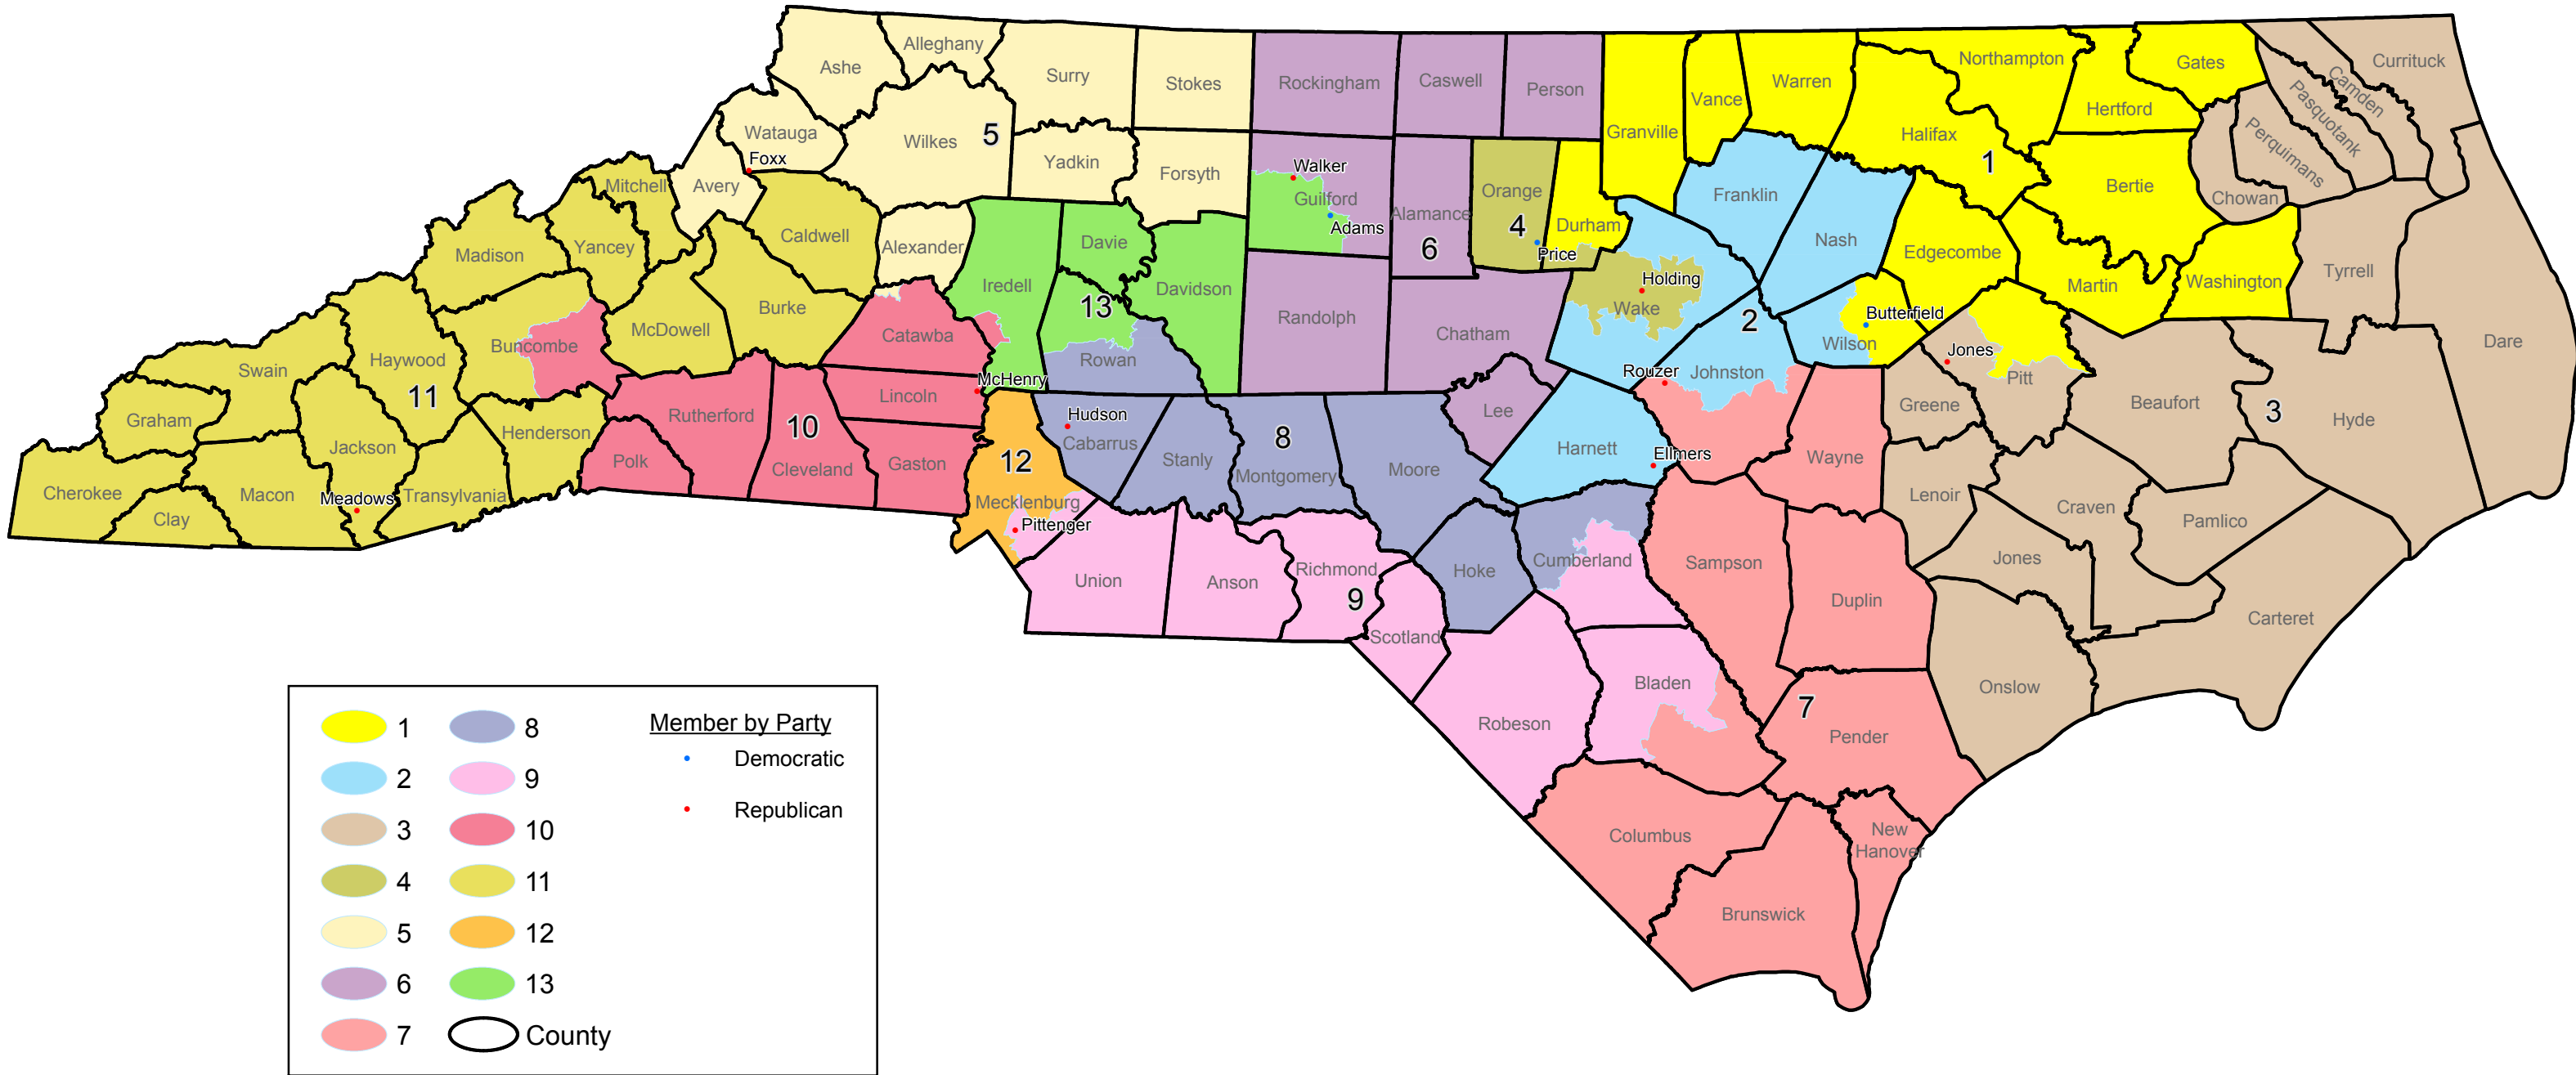 Ashe
Alleghany
Surry
Stokes
Rockingham
Caswell
Person
Granville
Vance
Warren
Northampton
Halifax
Hertford
Gates
Camden
Currituck
Pasquotank
Perquimans
Chowan
Bertie
Watauga
Foxx
Wilkes
5
Yadkin
Forsyth
Walker
Guilford
Adams
Alamance
6
Orange
4
Price
Durham
Franklin
Nash
Edgecombe
1
Martin
Washington
Tyrrell
Dare
Mitchell
Avery
Madison
Yancey
Caldwell
Alexander
Iredell
Davie
13
Davidson
Randolph
Chatham
Holding
Wake
2
Butterfield
Wilson
Jones
Pitt
Beaufort
3
Hyde
Swain
Haywood
11
Buncombe
McDowell
Burke
Catawba
Rowan
McHenry
Lincoln
Lee
Rouzer
Johnston
Greene
Graham
Jackson
Henderson
Rutherford
10
Polk
Cleveland
Gaston
12
Hudson
Cabarrus
Stanly
8
Montgomery
Moore
Harnett
Ellmers
Wayne
Lenoir
Craven
Pamlico
Cherokee
Clay
Macon
Meadows
Transylvania
Mecklenburg
Pittenger
Union
Anson
Richmond
9
Scotland
Hoke
Cumberland
Sampson
Duplin
Jones
Carteret
Onslow
Robeson
Bladen
7
Pender
Columbus
New
Hanover
Brunswick
1
2
3
4
5
6
7
8
9
10
11
12
13
County
Member by Party
Democratic
Republican